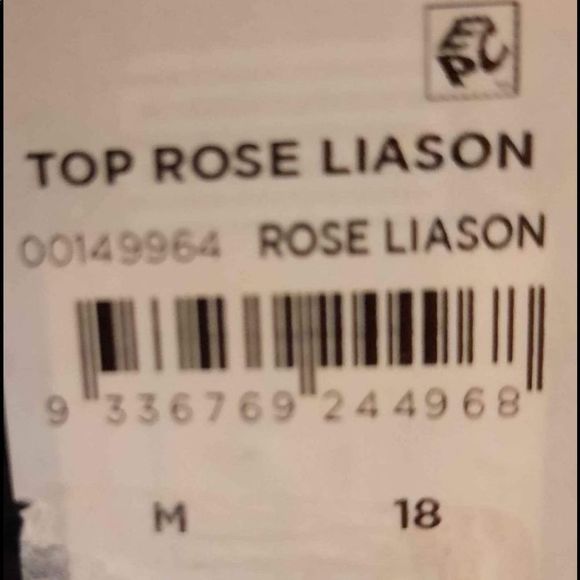 TOP ROSE LIASON
00149964 ROSE LIASON
9 336769 244968
M 18